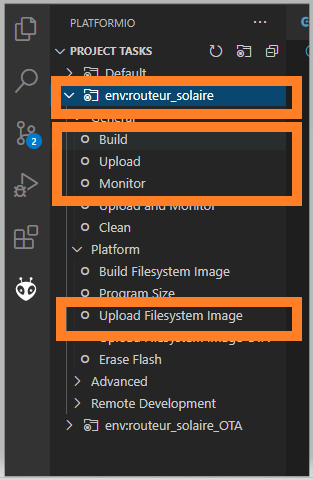 PLATFORMIO
PROJECT TASKS
Default
env:routeur_solaire
General
Build
Upload
Monitor
Upload and Monitor
Clean
Platform
Build Filesystem Image
Program Size
Upload Filesystem Image
Upload Filesystem Image OTA
Erase Flash
Advanced
Remote Development
env:routeur_solaire_OTA
2